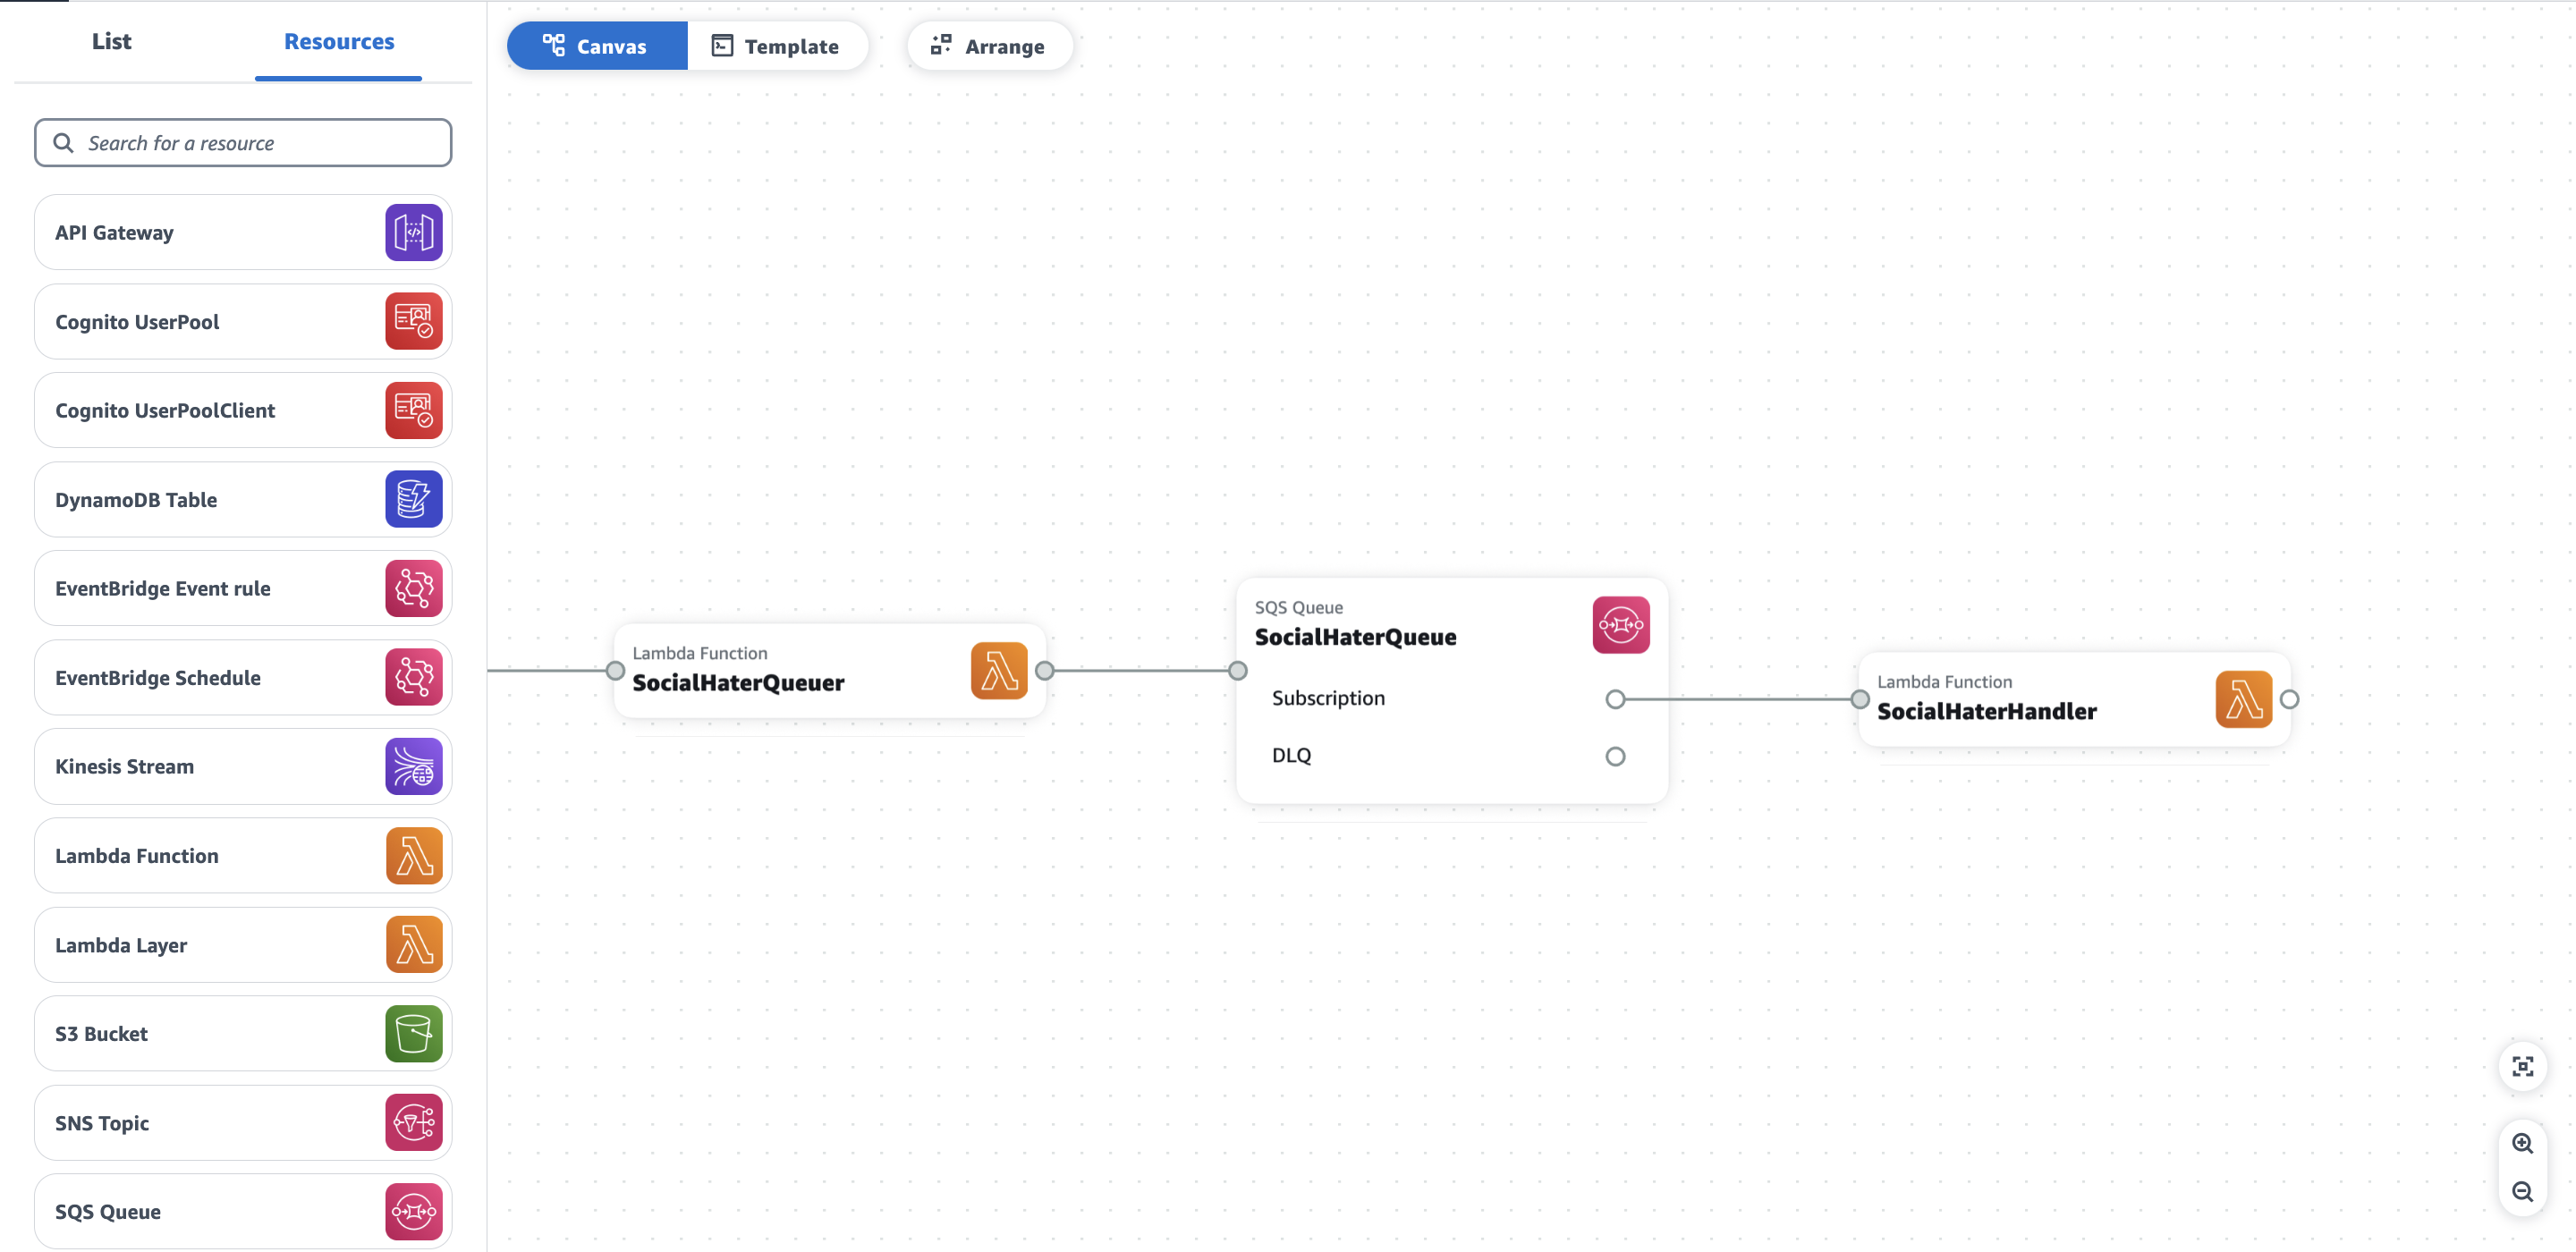 List
Resources
Canvas
Template
Arrange
Search for a resource
API Gateway
Cognito UserPool
Cognito UserPoolClient
DynamoDB Table
EventBridge Event rule
EventBridge Schedule
Kinesis Stream
Lambda Function
Lambda Layer
S3 Bucket
SNS Topic
SQS Queue
Lambda Function
SocialHaterQueuer
SQS Queue
SocialHaterQueue
Subscription
DLQ
Lambda Function
SocialHaterHandler